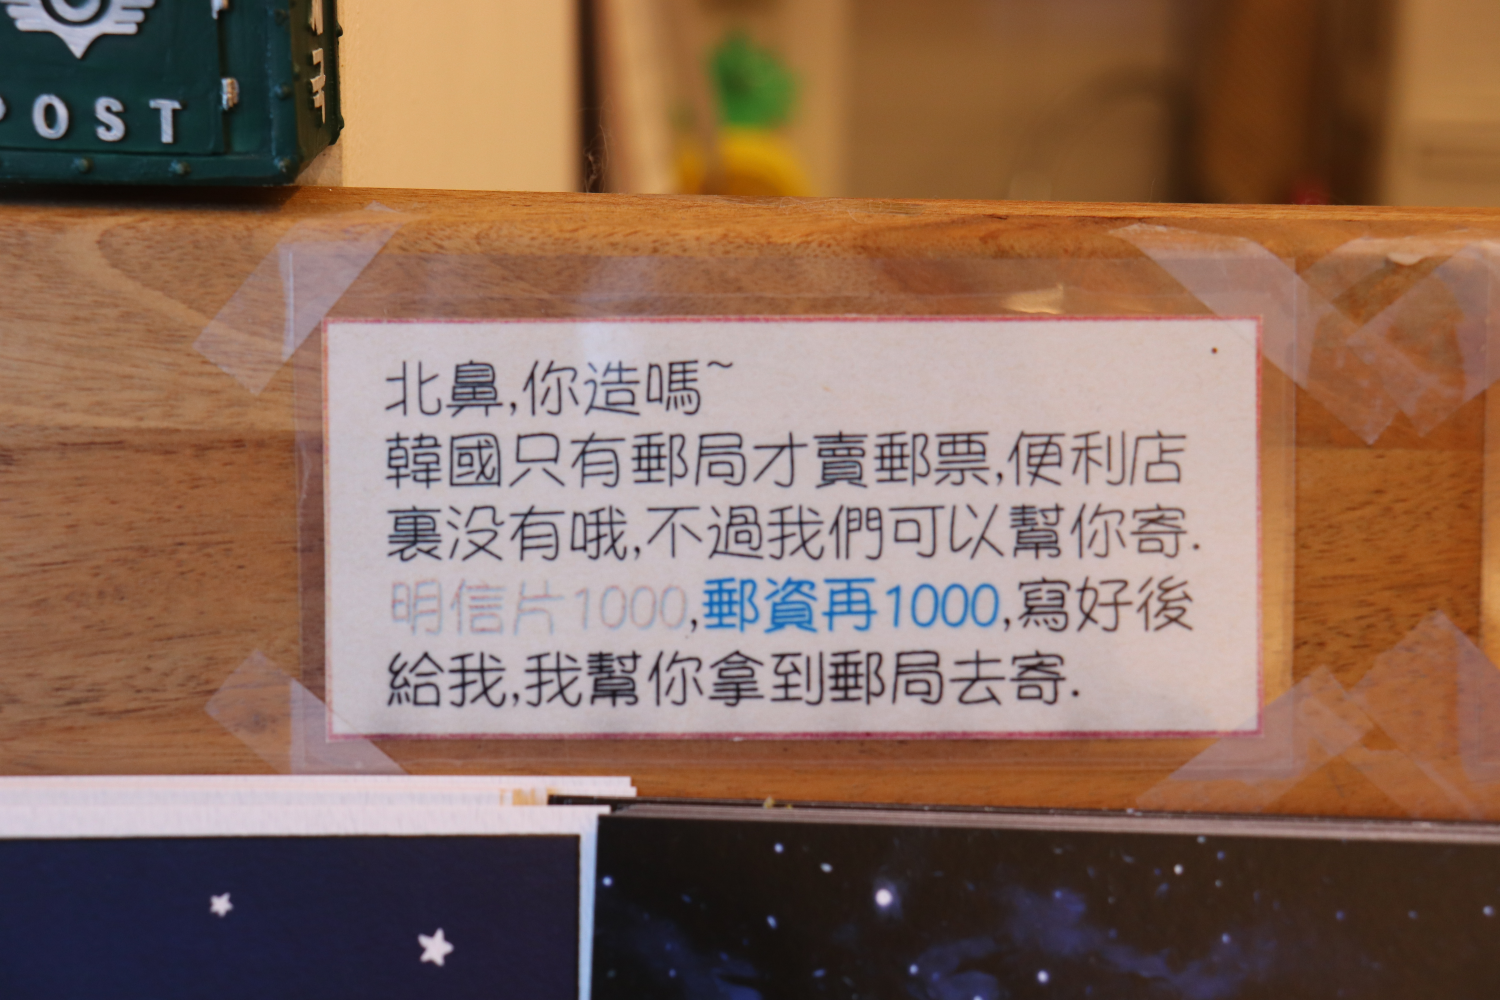 POST
北鼻,你造嗎~
韓國只有郵局才賣郵票,便利店
裏没有哦,不過我們可以幫你寄.
明信片1000,郵資再1000,寫好後
給我,我幫你拿到郵局去寄.